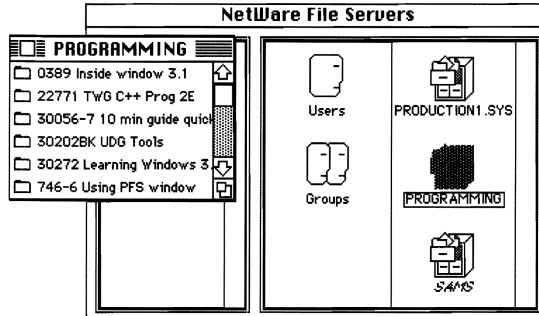 NetWare File Servers
PROGRAMMING
0389 Inside window 3.1
22771 TWG C++ Prog 2E
30056-7 10 min guide quick
30202BK UDG Tools
30272 Learning Windows 3.
746-6 Using PFS window
Users
PRODUCTION1.SYS
Groups
PROGRAMMING
SAMS